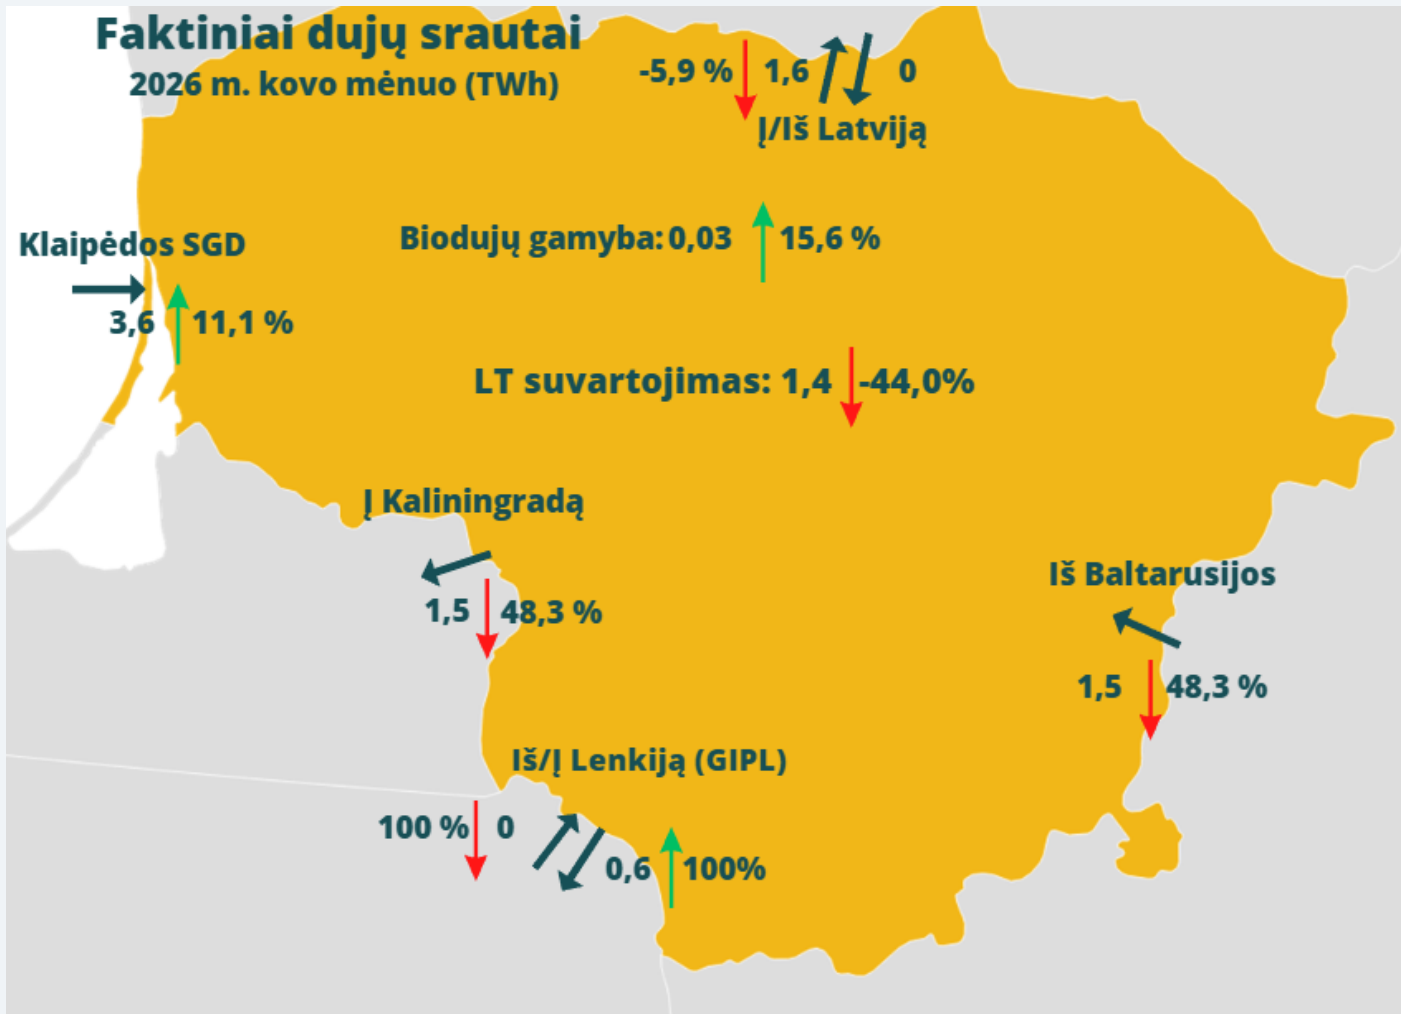 Faktiniai dujų srautai
2026 m. kovo mėnuo (TWh)
-5,9 % 1,6 0
Į/Iš Latviją
Klaipėdos SGD
3,6 11,1 %
Biodujų gamyba: 0,03 15,6 %
LT suvartojimas: 1,4 -44,0%
Į Kaliningradą
1,5 48,3 %
Iš Baltarusijos
1,5 48,3 %
Iš/Į Lenkiją (GIPL)
100 % 0
0,6 100%